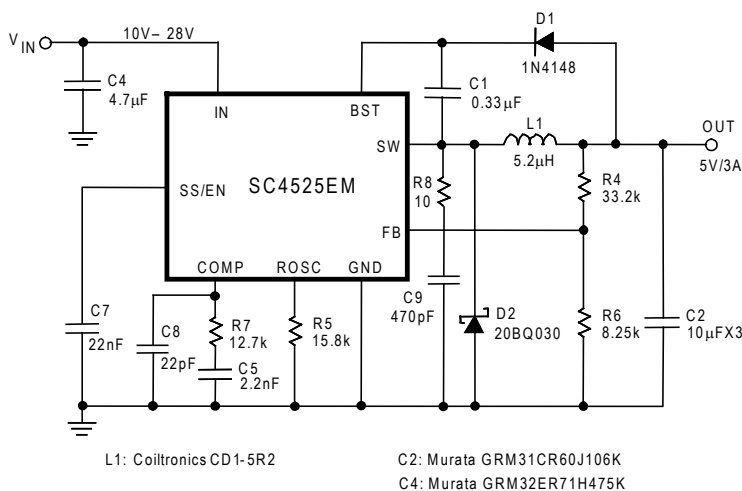 D1
V IN
10V– 28V
1N4148
C4
4.7µF
C1
0.33µF
IN
BST
L1
OUT
SW
5.2µH
5V/3A
SS/EN
SC4525EM
R8
10
R4
33.2k
FB
COMP
ROSC
GND
C9
470pF
C7
22nF
C8
22pF
R7
12.7k
R5
15.8k
D2
20BQ030
R6
8.25k
C2
10µFX3
C5
2.2nF
L1: Coiltronics CD1-5R2
C2: Murata GRM31CR60J106K
C4: Murata GRM32ER71H475K